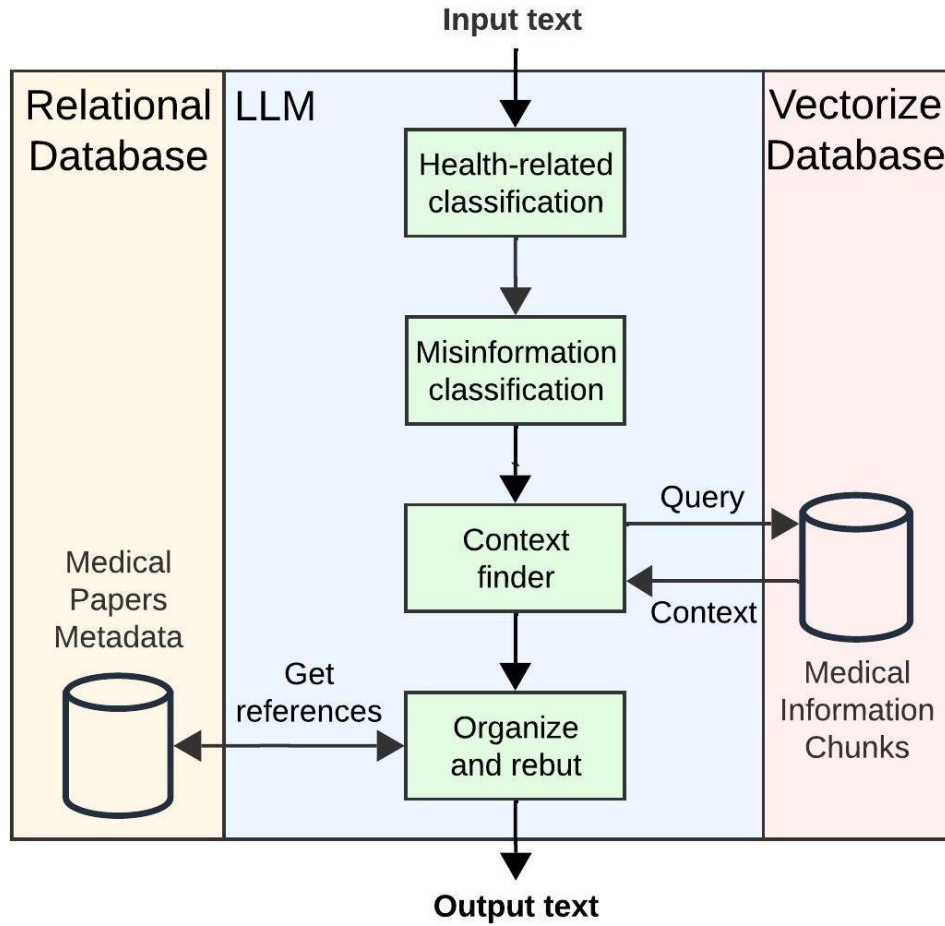 Input text
Relational
Database
LLM
Vectorize
Database
Health-related
classification
Misinformation
classification
Context
finder
Query
Context
Medical
Information
Chunks
Medical
Papers
Metadata
Get
references
Organize
and rebut
Output text